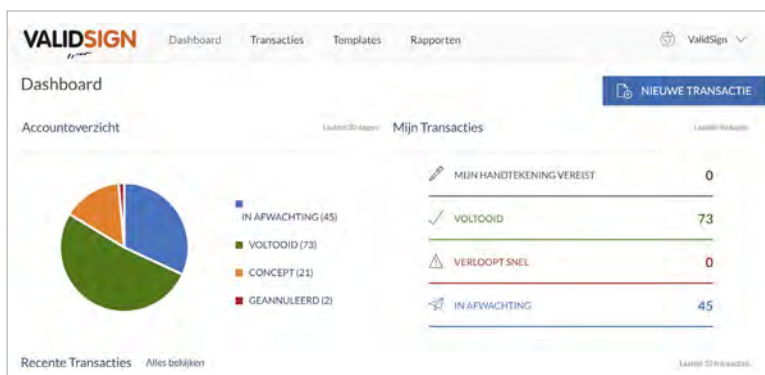 VALIDSIGN Dashboard Transacties Templates Rapporten ValidSign
Dashboard
NIEUWE TRANSACTIE
Accountoverzicht
Mijn Transacties
IN AFWACHTING (45)
VOLTOOID (73)
CONCEPT (21)
GEANNULEERD (2)
MIJN HANDTEKENING VEREIST 0
VOLTOOID 73
VERLOOPT SNEL 0
IN AFWACHTING 45
Recente Transacties Alles bekijken